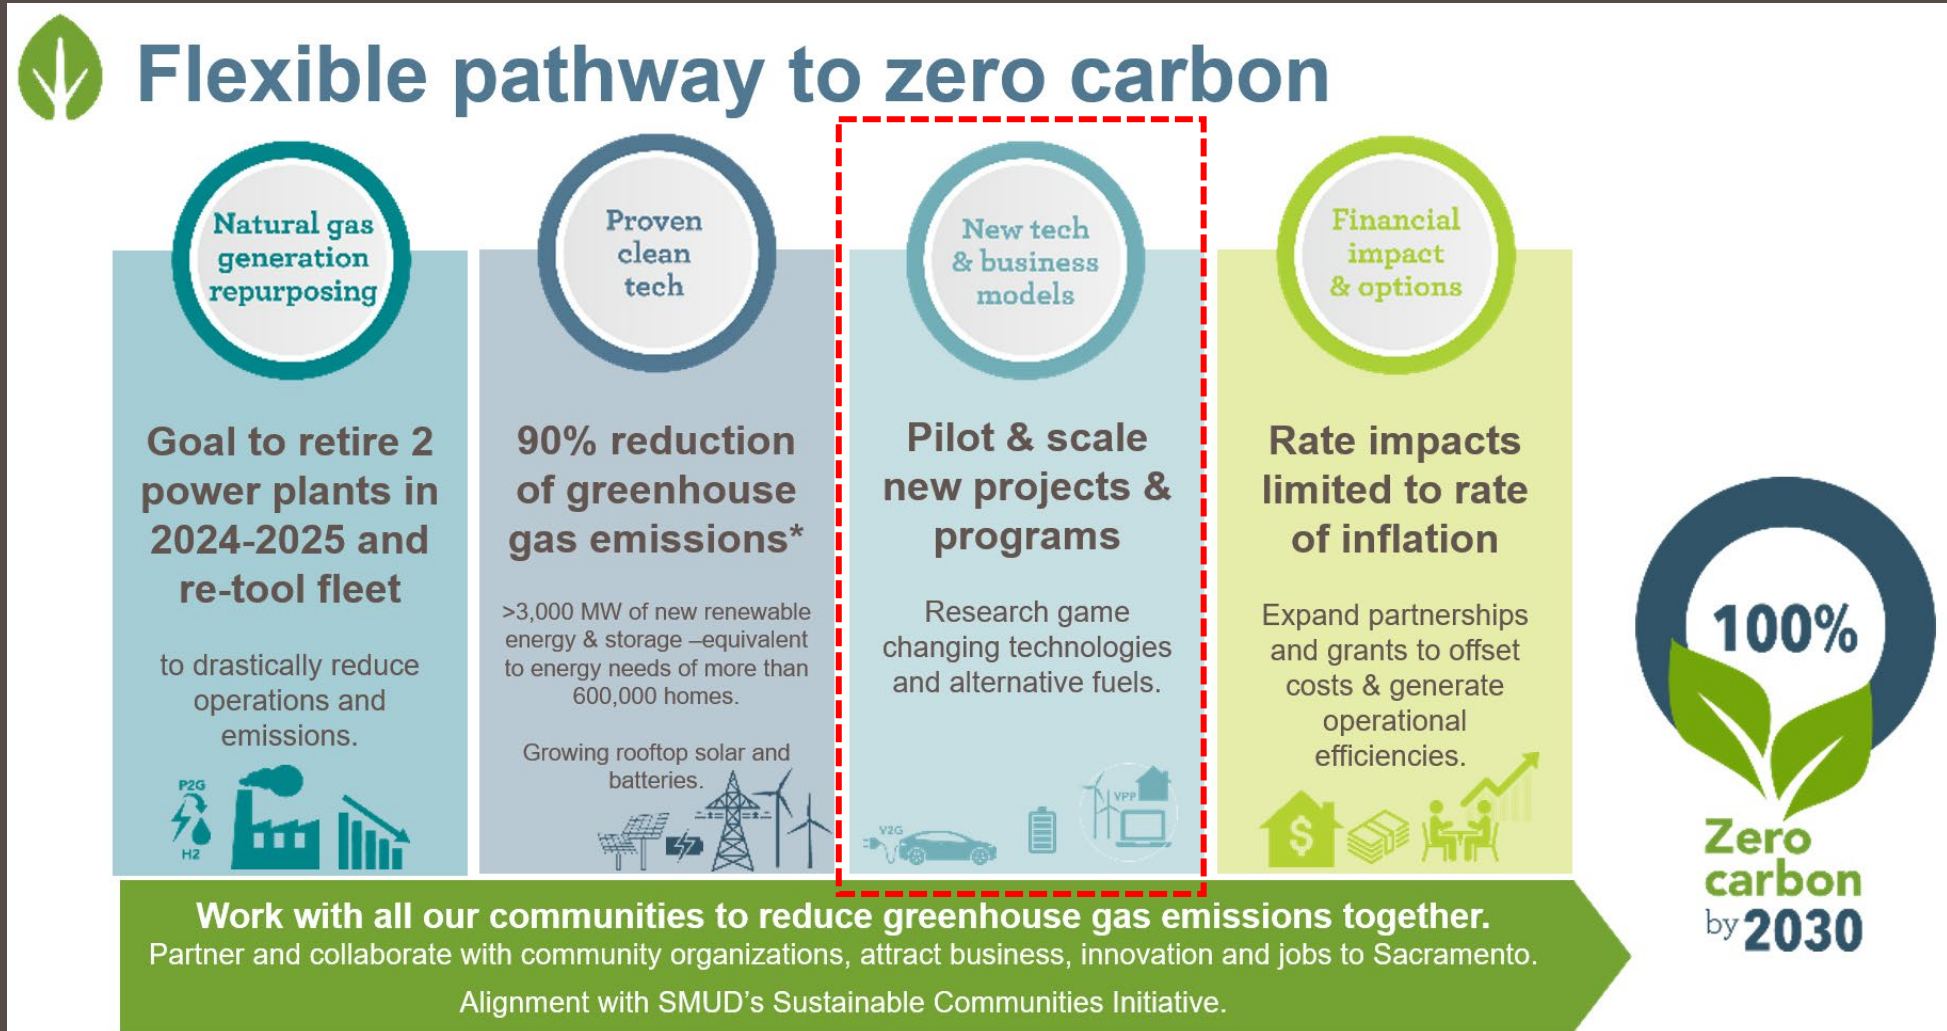 Flexible pathway to zero carbon
Natural gas
generation
repurposing
Goal to retire 2
power plants in
2024-2025 and
re-tool fleet
to drastically reduce
operations and
emissions.
P2G
H2
Proven
clean
tech
90% reduction
of greenhouse
gas emissions*
>3,000 MW of new renewable
energy & storage –equivalent
to energy needs of more than
600,000 homes.
Growing rooftop solar and
batteries.
New tech
& business
models
Pilot & scale
new projects &
programs
Research game
changing technologies
and alternative fuels.
V2G
VPP
Financial
impact
& options
Rate impacts
limited to rate
of inflation
Expand partnerships
and grants to offset
costs & generate
operational
efficiencies.
$
Work with all our communities to reduce greenhouse gas emissions together.
Partner and collaborate with community organizations, attract business, innovation and jobs to Sacramento.
Alignment with SMUD's Sustainable Communities Initiative.
100%
Zero
carbon
by 2030